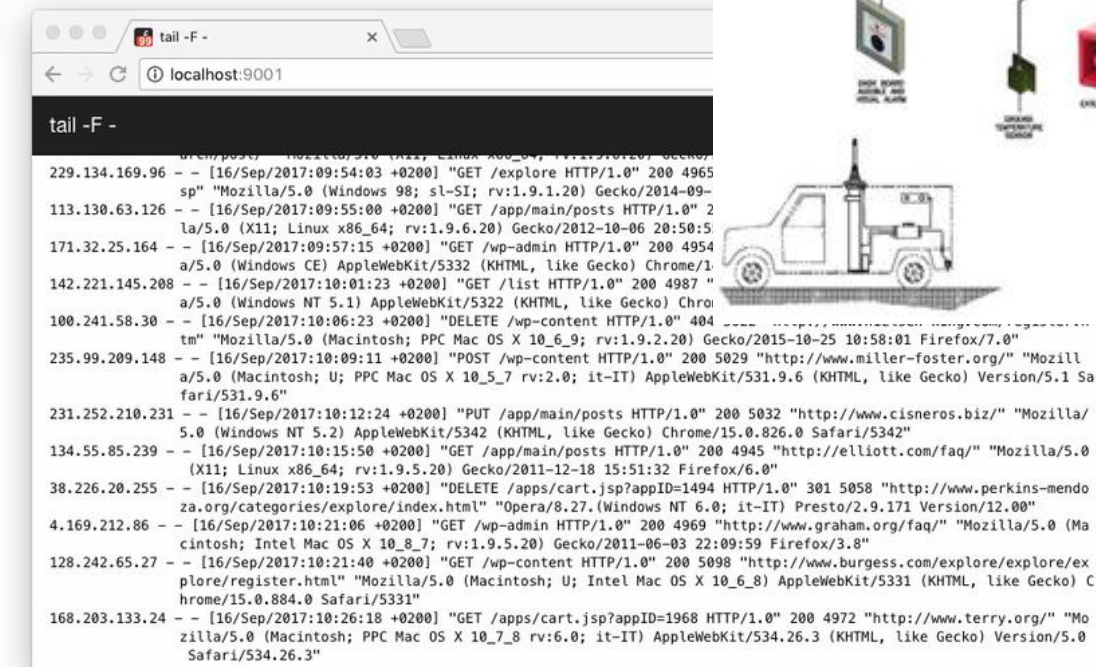 tail -F -
localhost:9001
tail -F -
229.134.169.96 - - [16/Sep/2017:09:54:03 +0200] "GET /explore HTTP/1.0" 200 4965
sp" "Mozilla/5.0 (Windows 98; sl-SI; rv:1.9.1.20) Gecko/2014-09-
113.130.63.126 - - [16/Sep/2017:09:55:00 +0200] "GET /app/main/posts HTTP/1.0" 2
la/5.0 (X11; Linux x86_64; rv:1.9.6.20) Gecko/2012-10-06 20:50:5
171.32.25.164 - - [16/Sep/2017:09:57:15 +0200] "GET /wp-admin HTTP/1.0" 200 4954
a/5.0 (Windows CE) AppleWebKit/5332 (KHTML, like Gecko) Chrome/1
142.221.145.208 - - [16/Sep/2017:10:01:23 +0200] "GET /list HTTP/1.0" 200 4987 "
a/5.0 (Windows NT 5.1) AppleWebKit/5322 (KHTML, like Gecko) Chro
100.241.58.30 - - [16/Sep/2017:10:06:23 +0200] "DELETE /wp-content HTTP/1.0" 404
tm" "Mozilla/5.0 (Macintosh; PPC Mac OS X 10_6_9; rv:1.9.2.20) Gecko/2015-10-25 10:58:01 Firefox/7.0"
235.99.209.148 - - [16/Sep/2017:10:09:11 +0200] "POST /wp-content HTTP/1.0" 200 5029 "http://www.miller-foster.org/" "Mozill
a/5.0 (Macintosh; U; PPC Mac OS X 10_5_7 rv:2.0; it-IT) AppleWebKit/531.9.6 (KHTML, like Gecko) Version/5.1 Sa
fari/531.9.6"
231.252.210.231 - - [16/Sep/2017:10:12:24 +0200] "PUT /app/main/posts HTTP/1.0" 200 5032 "http://www.cisneros.biz/" "Mozilla/
5.0 (Windows NT 5.2) AppleWebKit/5342 (KHTML, like Gecko) Chrome/15.0.826.0 Safari/5342"
134.55.85.239 - - [16/Sep/2017:10:15:50 +0200] "GET /app/main/posts HTTP/1.0" 200 4945 "http://elliott.com/faq/" "Mozilla/5.0
(X11; Linux x86_64; rv:1.9.5.20) Gecko/2011-12-18 15:51:32 Firefox/6.0"
38.226.20.255 - - [16/Sep/2017:10:19:53 +0200] "DELETE /apps/cart.jsp?appID=1494 HTTP/1.0" 301 5058 "http://www.perkins-mendo
za.org/categories/explore/index.html" "Opera/8.27.(Windows NT 6.0; it-IT) Presto/2.9.171 Version/12.00"
4.169.212.86 - - [16/Sep/2017:10:21:06 +0200] "GET /wp-admin HTTP/1.0" 200 4969 "http://www.graham.org/faq/" "Mozilla/5.0 (Ma
cintosh; Intel Mac OS X 10_8_7; rv:1.9.5.20) Gecko/2011-06-03 22:09:59 Firefox/3.8"
128.242.65.27 - - [16/Sep/2017:10:21:40 +0200] "GET /wp-content HTTP/1.0" 200 5098 "http://www.burgess.com/explore/explore/ex
plore/register.html" "Mozilla/5.0 (Macintosh; U; Intel Mac OS X 10_6_8) AppleWebKit/5331 (KHTML, like Gecko) C
hrome/15.0.884.0 Safari/5331"
168.203.133.24 - - [16/Sep/2017:10:26:18 +0200] "GET /apps/cart.jsp?appID=1968 HTTP/1.0" 200 4972 "http://www.terry.org/" "Mo
zilla/5.0 (Macintosh; PPC Mac OS X 10_7_8 rv:6.0; it-IT) AppleWebKit/534.26.3 (KHTML, like Gecko) Version/5.0
Safari/534.26.3"
DASH BOARD
AUDIBLE AND
VISUAL ALARM
GROUND
TEMPERATURE
SENSOR